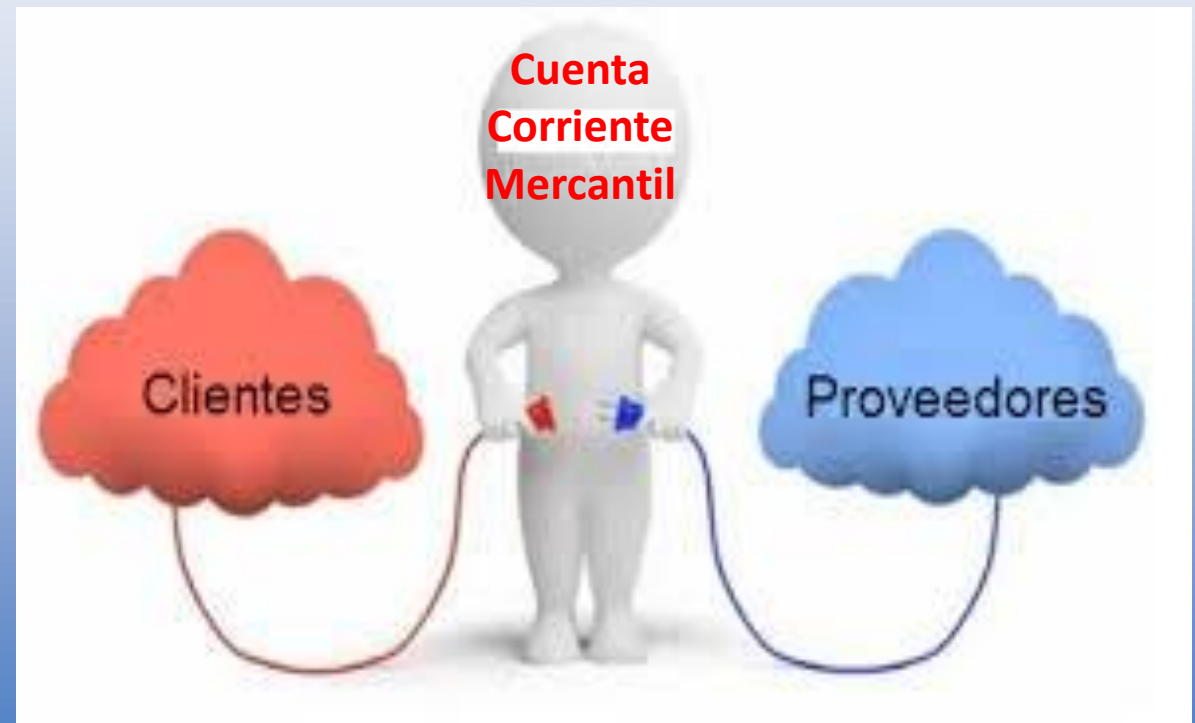 Cuenta
Corriente
Mercantil
Clientes
Proveedores